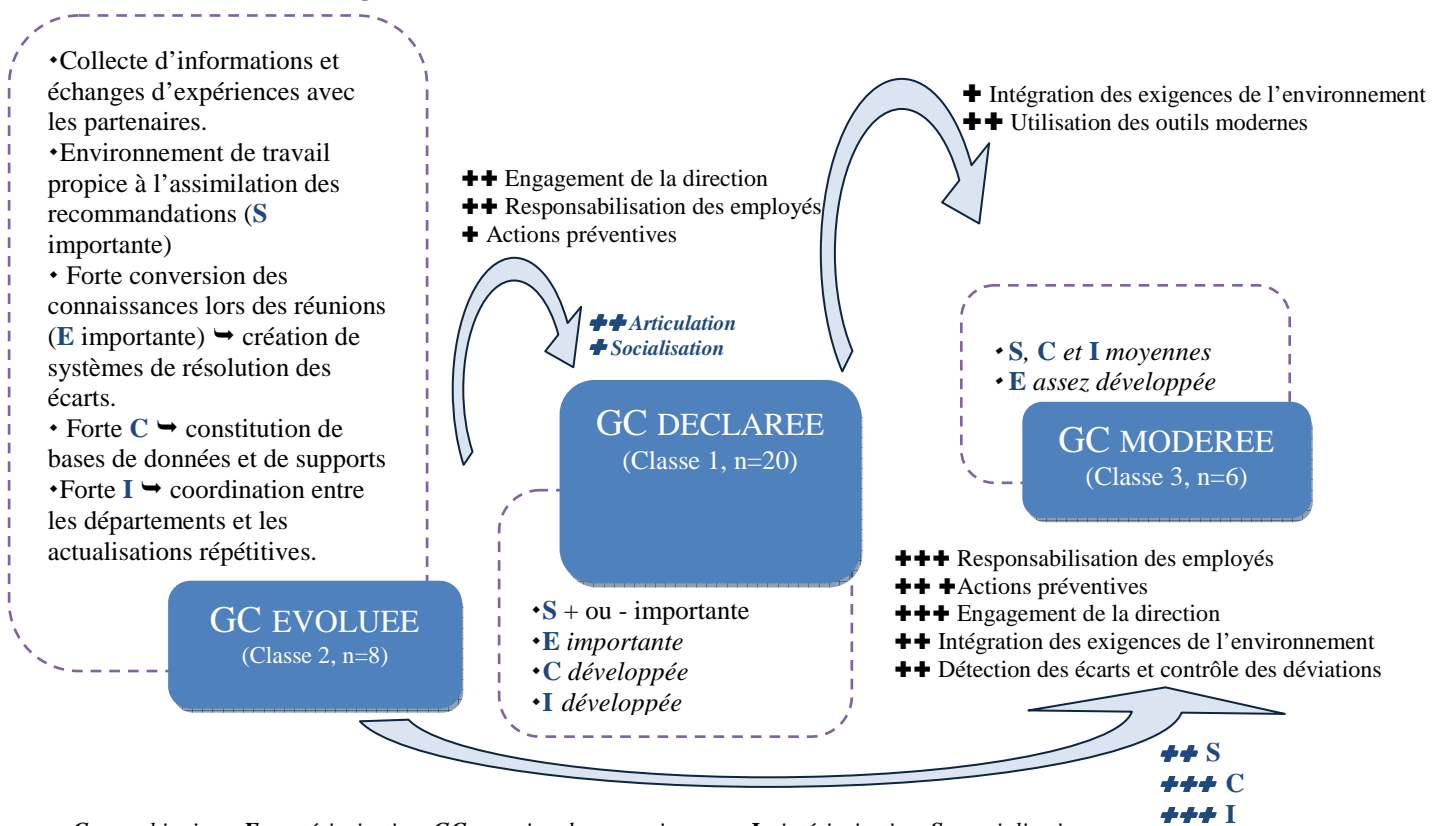 •Collecte d’informations et
échanges d’expériences avec
les partenaires.
•Environnement de travail
propice à l’assimilation des
recommandations (S
importante)
• Forte conversion des
connaissances lors des réunions
(E importante) ➥ création de
systèmes de résolution des
écarts.
• Forte C ➥ constitution de
bases de données et de supports
•Forte I ➥ coordination entre
les départements et les
actualisations répétitives.
GC EVOLUEE
(Classe 2, n=8)
✚✚ Engagement de la direction
✚✚ Responsabilisation des employés
✚ Actions préventives
✚✚ Articulation
✚ Socialisation
GC DECLAREE
(Classe 1, n=20)
•S + ou - importante
•E importante
•C développée
•I développée
✚ Intégration des exigences de l’environnement
✚✚ Utilisation des outils modernes
• S, C et I moyennes
• E assez développée
GC MODEREE
(Classe 3, n=6)
✚✚✚ Responsabilisation des employés
✚✚ ✚Actions préventives
✚✚✚ Engagement de la direction
✚✚ Intégration des exigences de l’environnement
✚✚ Détection des écarts et contrôle des déviations
✚✚ S
✚✚✚ C
✚✚✚ I